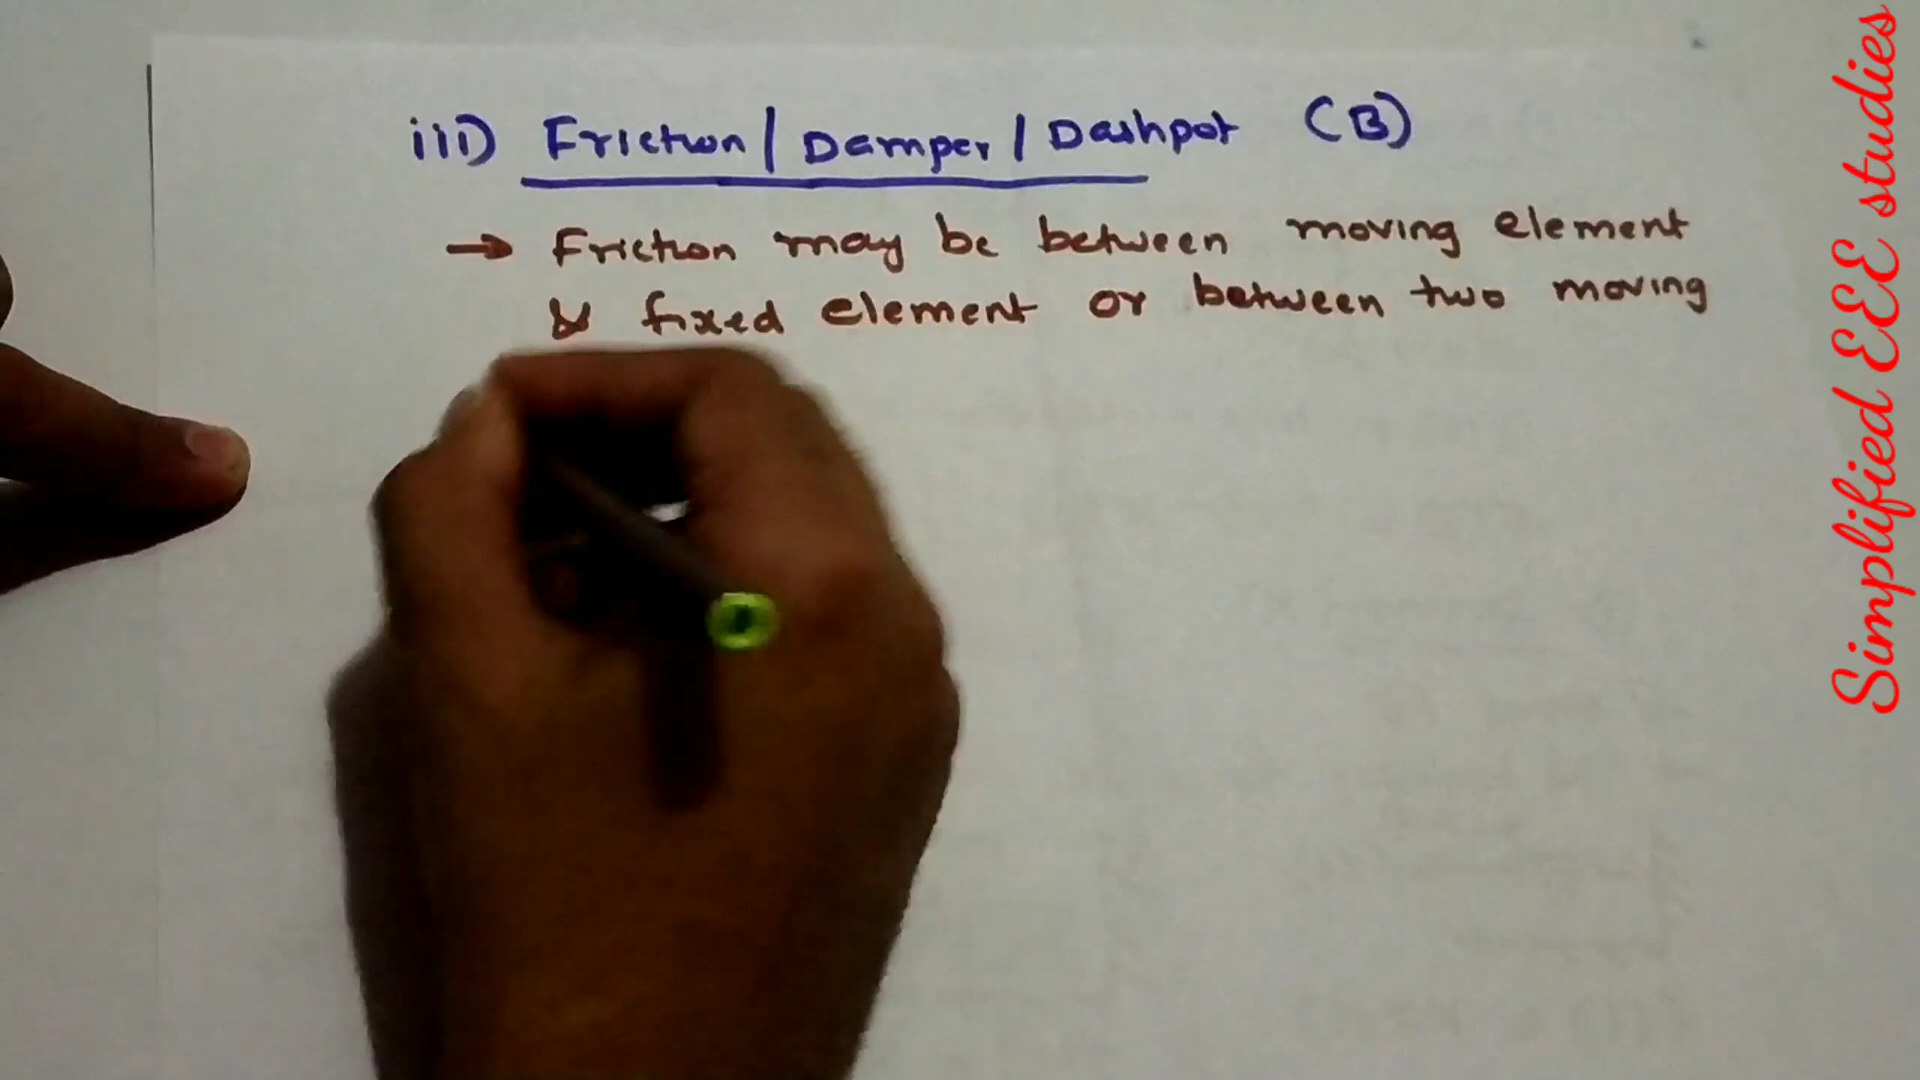 iii) Friction / Damper / Dashpot (B)
→ Friction may be between moving element
& fixed element or between two moving
Simplified EEE studies